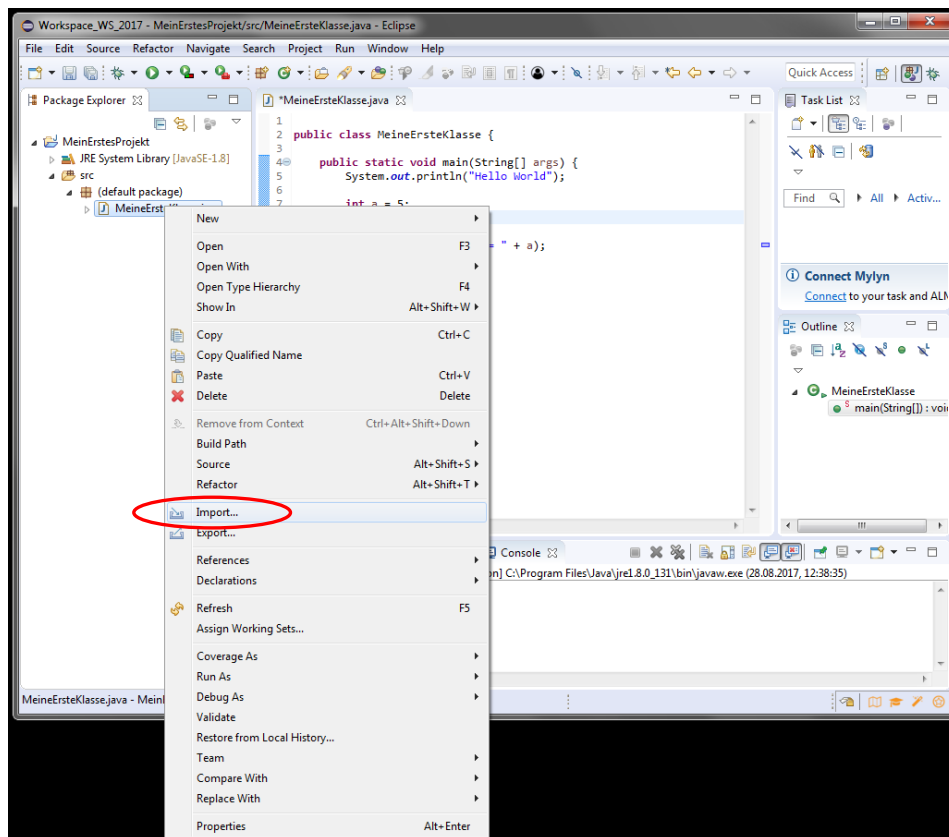 Workspace_WS_2017 - MeinErstesProjekt/src/MeineErsteKlasse.java - Eclipse
File Edit Source Refactor Navigate Search Project Run Window Help
Quick Access
Package Explorer
MeinErstesProjekt
JRE System Library [JavaSE-1.8]
src
(default package)
MeineErst
*MeineErsteKlasse.java
1
2 public class MeineErsteKlasse {
3
4 public static void main(String[] args) {
5 System.out.println("Hello World");
6
7 int a = 5;
= " + a);
New
Open F3
Open With
Open Type Hierarchy F4
Show In Alt+Shift+W
Copy Ctrl+C
Copy Qualified Name
Paste Ctrl+V
Delete Delete
Remove from Context Ctrl+Alt+Shift+Down
Build Path
Source Alt+Shift+S
Refactor Alt+Shift+T
Import...
Export...
References
Declarations
Refresh F5
Assign Working Sets...
Coverage As
Run As
Debug As
Validate
Restore from Local History...
Team
Compare With
Replace With
Properties Alt+Enter
Task List
Find All Activ...
Connect Mylyn
Connect to your task and ALM
Outline
MeineErsteKlasse
main(String[]) : voi
Console
on] C:\Program Files\Java\jre1.8.0_131\bin\javaw.exe (28.08.2017, 12:38:35)
MeineErsteKlasse.java - Mein